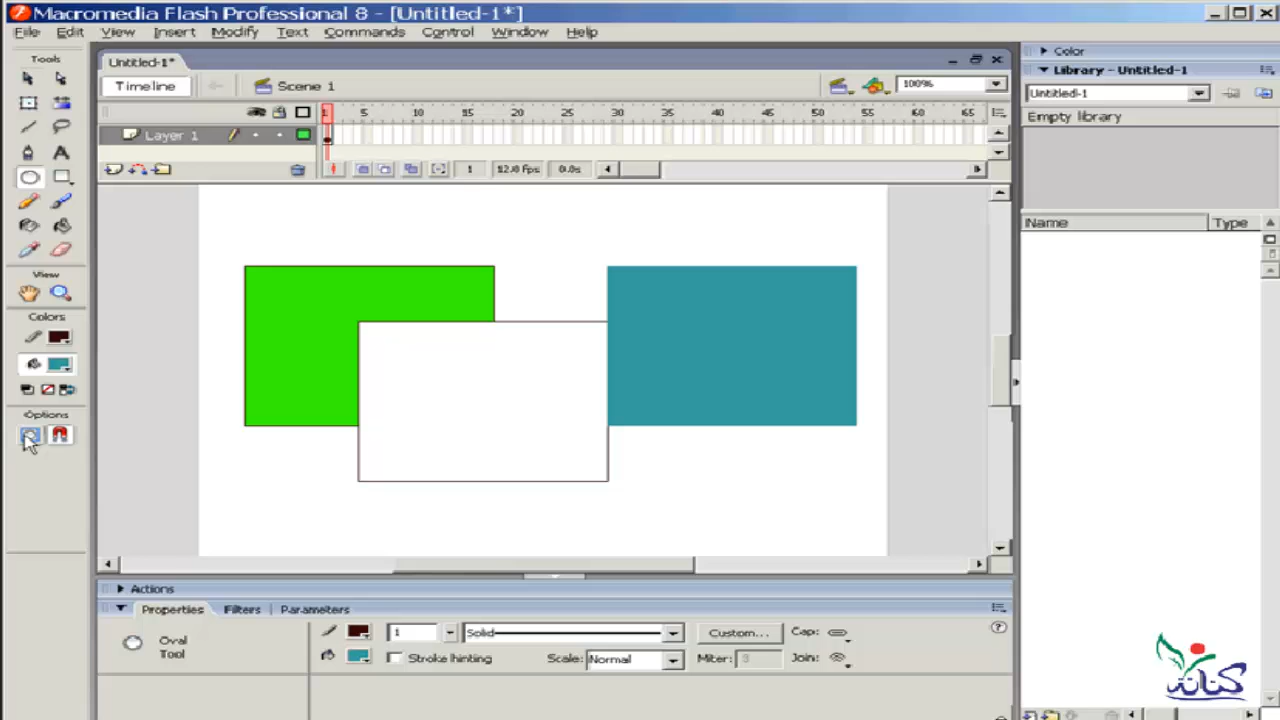 Macromedia Flash Professional 8 - [Untitled-1*]
File Edit View Insert Modify Text Commands Control Window Help
Tools
View
Colors
Options
Untitled-1*
Timeline Scene 1 100%
1 5 10 15 20 25 30 35 40 45 50 55 60 65
Layer 1
1 12.0 fps 0.0s
Color
Library - Untitled-1
Untitled-1
Empty library
Name Type
Actions
Properties Filters Parameters
Oval
Tool
1 Solid Custom... Cap:
Stroke hinting Scale: Normal Miter: 3 Join:
كنانة